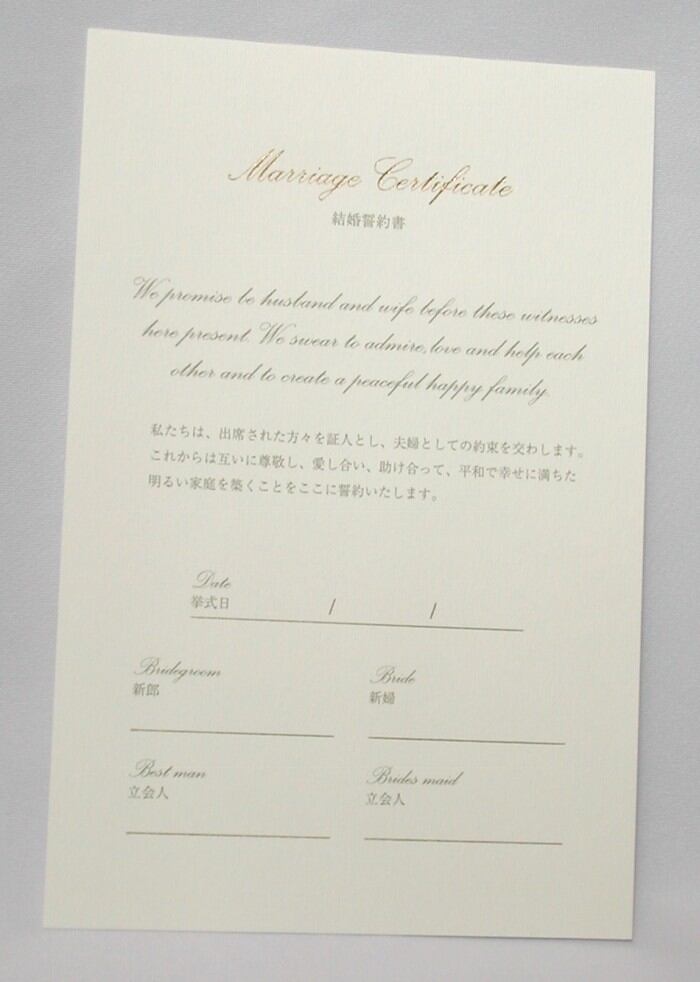 Marriage Certificate
結婚誓約書
We promise be husband and wife before these witnesses
here present. We swear to admire, love and help each
other and to create a peaceful happy family.
私たちは、出席された方々を証人とし、夫婦としての約束を交わします。
これからは互いに尊敬し、愛し合い、助け合って、平和で幸せに満ちた
明るい家庭を築くことをここに誓約いたします。
Date
挙式日 / /
Bridegroom
新郎
Bride
新婦
Best man
立会人
Brides maid
立会人